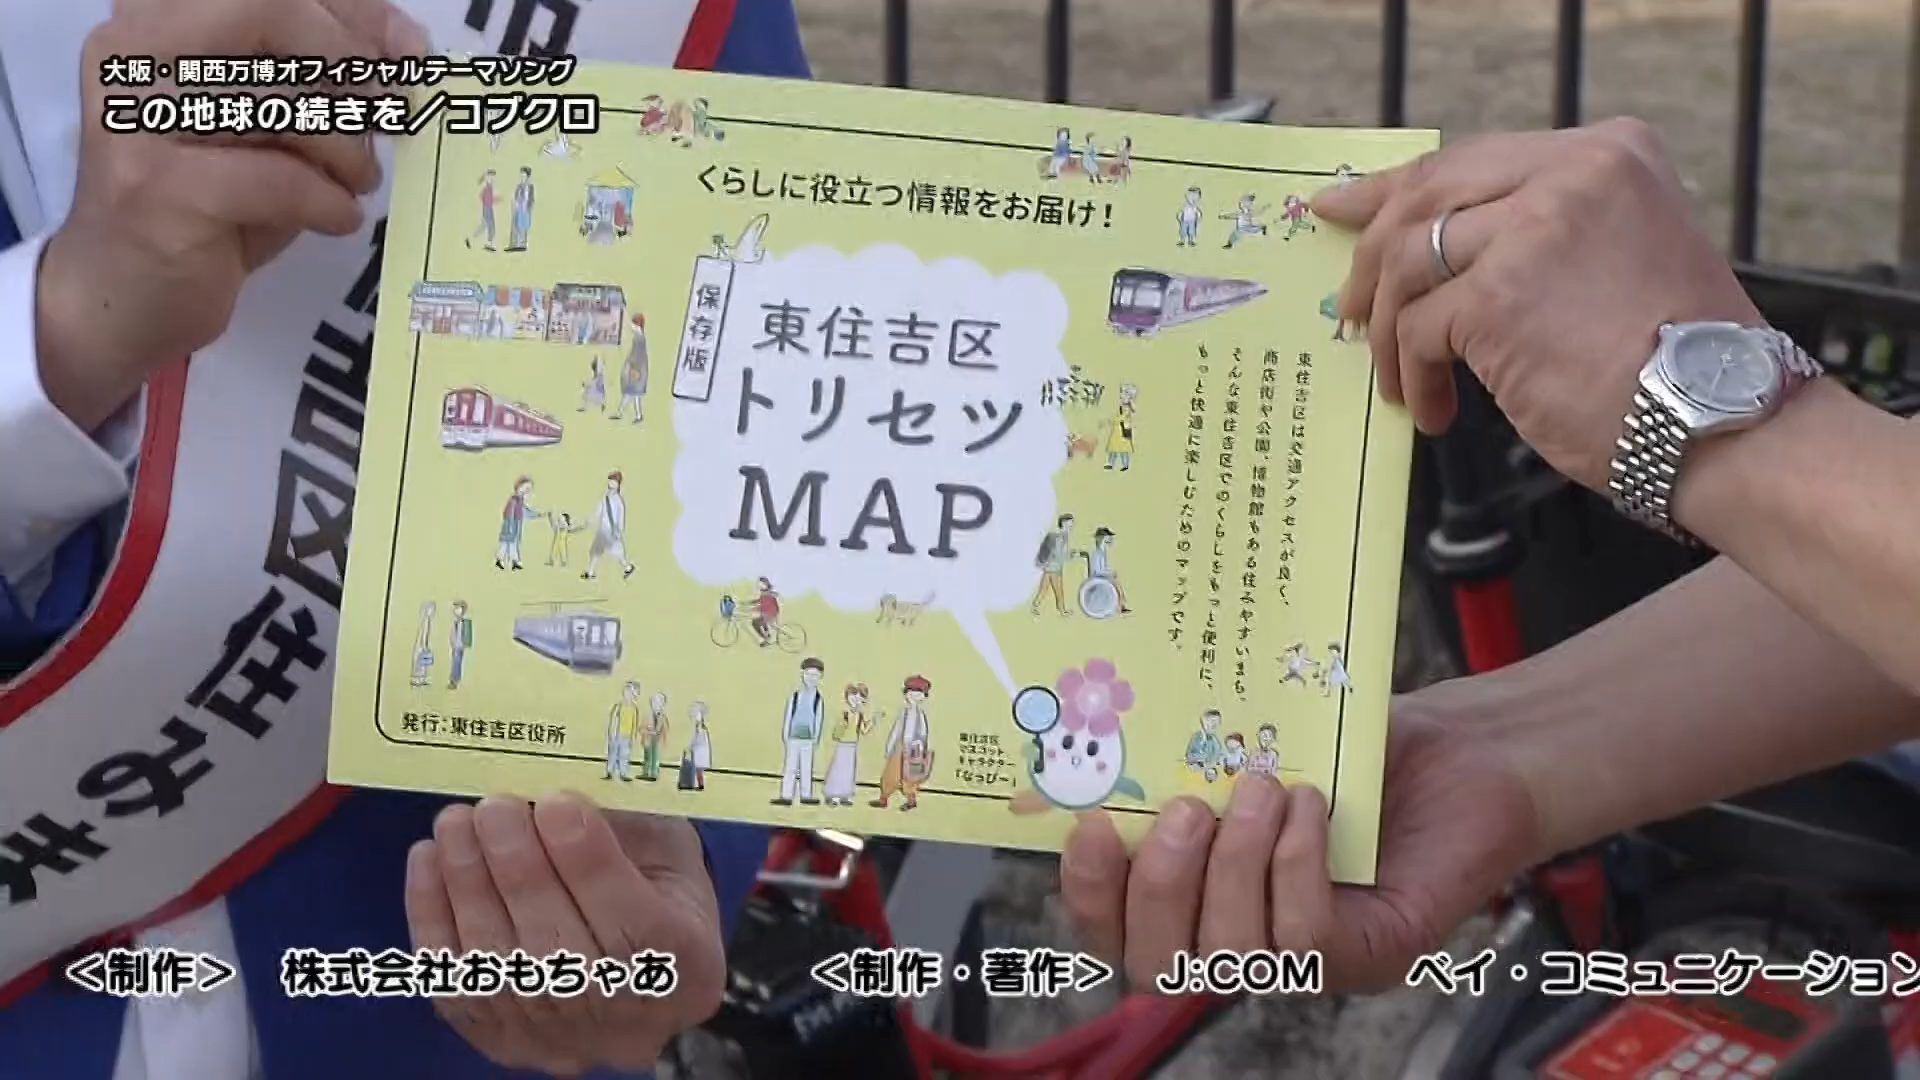 大阪・関西万博オフィシャルテーマソング
この地球の続きを／コブクロ
くらしに役立つ情報をお届け！
保存版
東住吉区
トリセツ
MAP
東住吉区は交通アクセスが良く、
商店街や公園、博物館もある住みやすいまち。
そんな東住吉区でのくらしをもっと便利に、
もっと快適に楽しむためのマップです。
発行：東住吉区役所
東住吉区
マスコット
キャラクター
「なっぴー」
住みま
＜制作＞ 株式会社おもちゃあ ＜制作・著作＞ J:COM ベイ・コミュニケーション